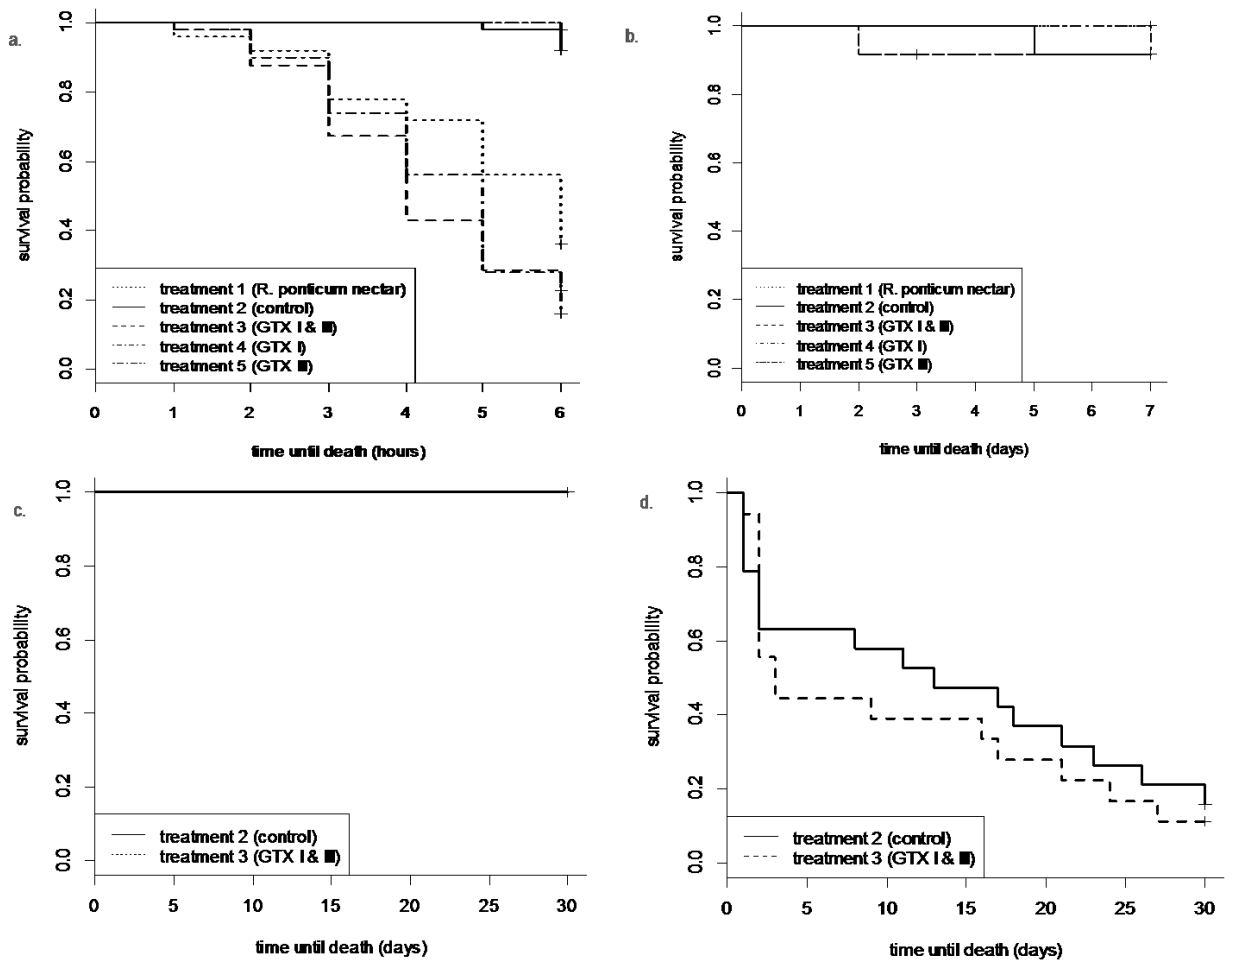 a.
survival probability
1.0
0.8
0.6
0.4
0.2
0.0
treatment 1 (R. ponticum nectar)
treatment 2 (control)
treatment 3 (GTX I & )
treatment 4 (GTX I)
treatment 5 (GTX )
0 1 2 3 4 5 6
time until death (hours)
b.
survival probability
1.0
0.8
0.6
0.4
0.2
0.0
treatment 1 (R. ponticum nectar)
treatment 2 (control)
treatment 3 (GTX I & )
treatment 4 (GTX I)
treatment 5 (GTX )
0 1 2 3 4 5 6 7
time until death (days)
c.
survival probability
1.0
0.8
0.6
0.4
0.2
0.0
treatment 2 (control)
treatment 3 (GTX I & )
0 5 10 15 20 25 30
time until death (days)
d.
survival probability
1.0
0.8
0.6
0.4
0.2
0.0
treatment 2 (control)
treatment 3 (GTX I & )
0 5 10 15 20 25 30
time until death (days)